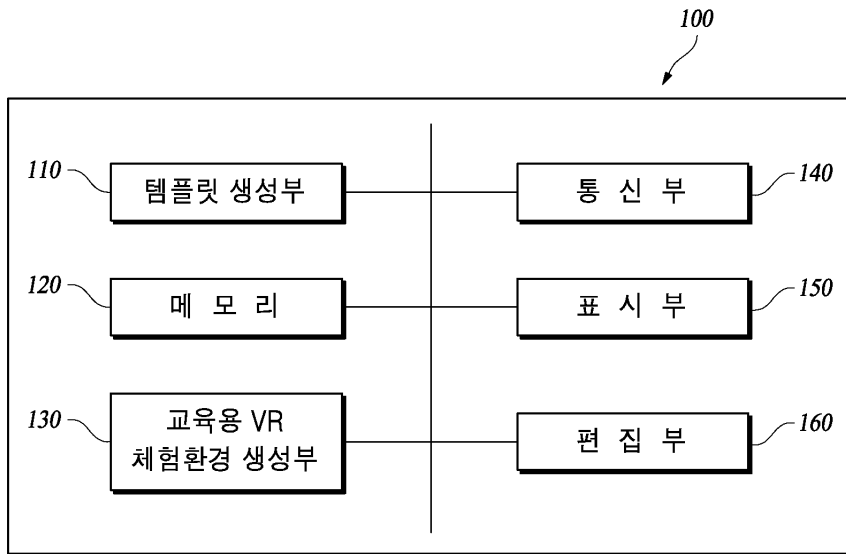 100
110
템플릿 생성부
통 신 부
140
120
메 모 리
표 시 부
150
130
교육용 VR
체험환경 생성부
편 집 부
160